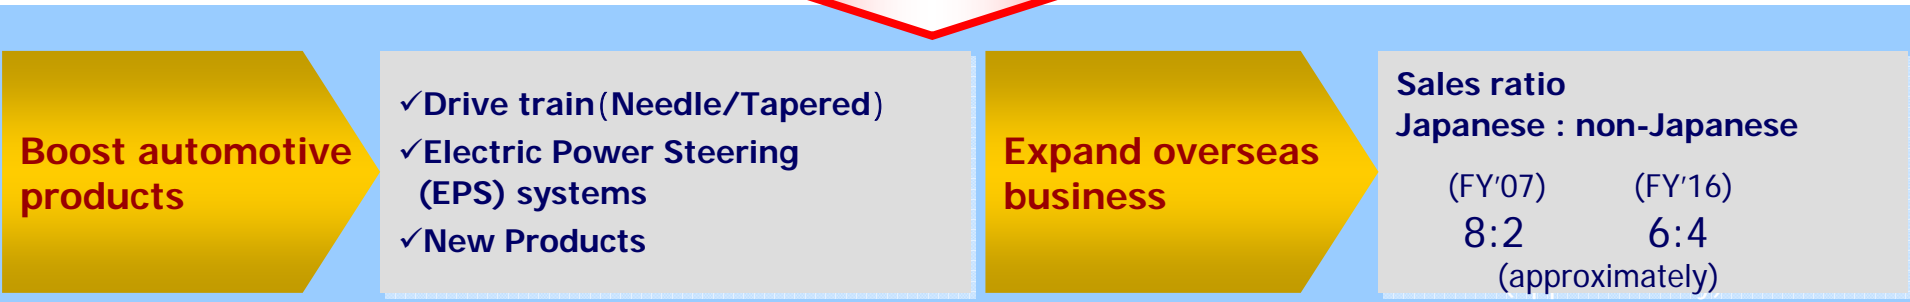 Boost automotive
products
✓Drive train(Needle/Tapered)
✓Electric Power Steering
(EPS) systems
✓New Products
Expand overseas
business
Sales ratio
Japanese : non-Japanese
(FY'07) (FY'16)
8:2 6:4
(approximately)